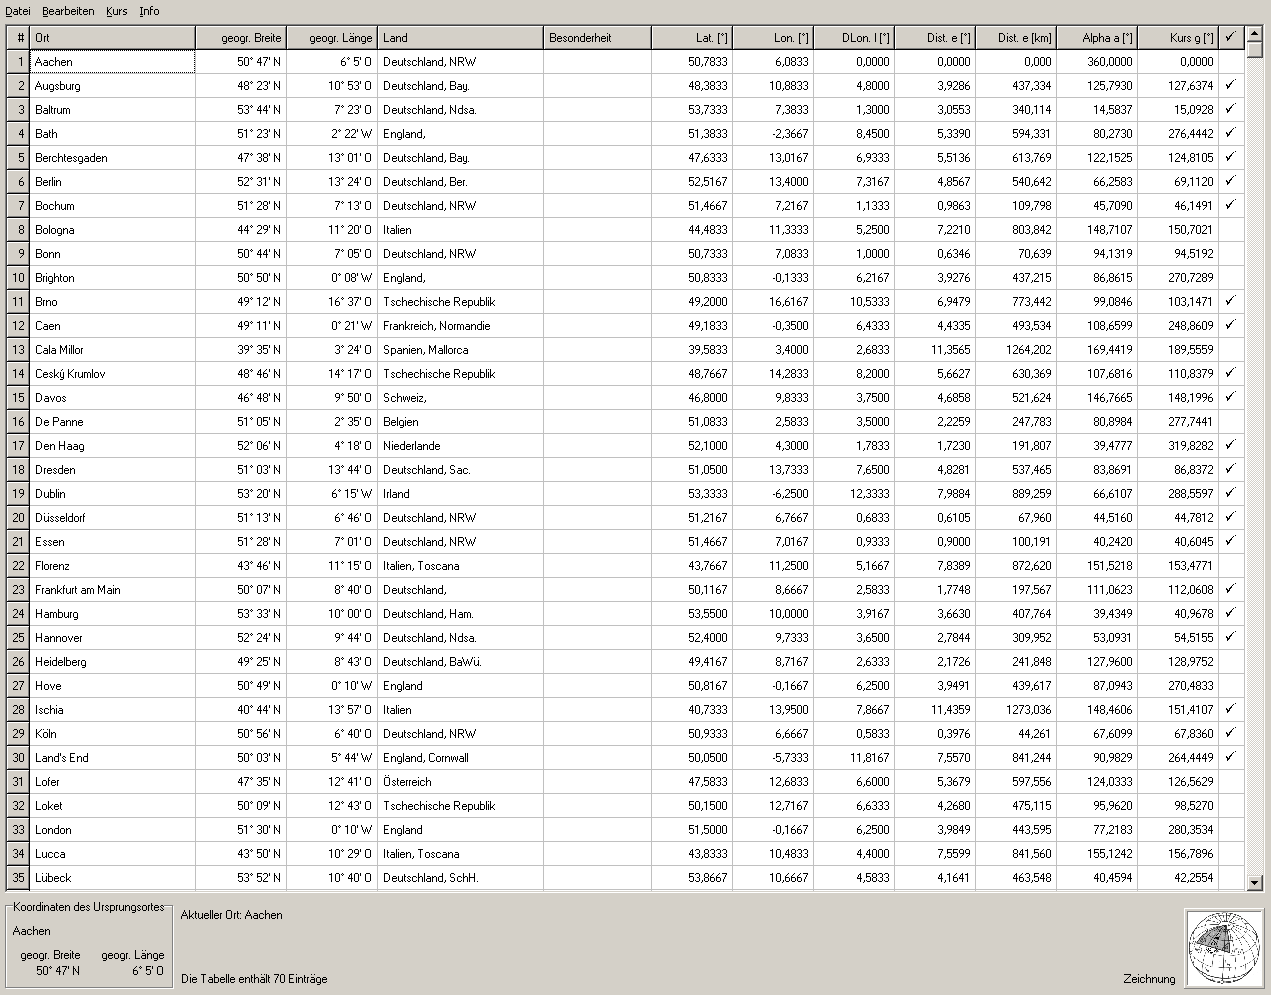 Datei Bearbeiten Kurs Info
# Ort geogr. Breite geogr. Länge Land Besonderheit Lat. [°] Lon. [°] DLon. l [°] Dist. e [°] Dist. e [km] Alpha a [°] Kurs g [°] ✓
1 Aachen 50° 47' N 6° 5' O Deutschland, NRW 50,7833 6,0833 0,0000 0,0000 0,000 360,0000 0,0000
2 Augsburg 48° 23' N 10° 53' O Deutschland, Bay. 48,3833 10,8833 4,8000 3,9286 437,334 125,7930 127,6374 ✓
3 Baltrum 53° 44' N 7° 23' O Deutschland, Ndsa. 53,7333 7,3833 1,3000 3,0553 340,114 14,5837 15,0928 ✓
4 Bath 51° 23' N 2° 22' W England, 51,3833 -2,3667 8,4500 5,3390 594,331 80,2730 276,4442 ✓
5 Berchtesgaden 47° 38' N 13° 01' O Deutschland, Bay. 47,6333 13,0167 6,9333 5,5136 613,769 122,1525 124,8105 ✓
6 Berlin 52° 31' N 13° 24' O Deutschland, Ber. 52,5167 13,4000 7,3167 4,8567 540,642 66,2583 69,1120 ✓
7 Bochum 51° 28' N 7° 13' O Deutschland, NRW 51,4667 7,2167 1,1333 0,9863 109,798 45,7090 46,1491 ✓
8 Bologna 44° 29' N 11° 20' O Italien 44,4833 11,3333 5,2500 7,2210 803,842 148,7107 150,7021
9 Bonn 50° 44' N 7° 05' O Deutschland, NRW 50,7333 7,0833 1,0000 0,6346 70,639 94,1319 94,5192
10 Brighton 50° 50' N 0° 08' W England, 50,8333 -0,1333 6,2167 3,9276 437,215 86,8615 270,7289
11 Brno 49° 12' N 16° 37' O Tschechische Republik 49,2000 16,6167 10,5333 6,9479 773,442 99,0846 103,1471 ✓
12 Caen 49° 11' N 0° 21' W Frankreich, Normandie 49,1833 -0,3500 6,4333 4,4335 493,534 108,6599 248,8609 ✓
13 Cala Millor 39° 35' N 3° 24' O Spanien, Mallorca 39,5833 3,4000 2,6833 11,3565 1264,202 169,4419 189,5559
14 Ceský Krumlov 48° 46' N 14° 17' O Tschechische Republik 48,7667 14,2833 8,2000 5,6627 630,369 107,6816 110,8379 ✓
15 Davos 46° 48' N 9° 50' O Schweiz, 46,8000 9,8333 3,7500 4,6858 521,624 146,7665 148,1996 ✓
16 De Panne 51° 05' N 2° 35' O Belgien 51,0833 2,5833 3,5000 2,2259 247,783 80,8984 277,7441
17 Den Haag 52° 06' N 4° 18' O Niederlande 52,1000 4,3000 1,7833 1,7230 191,807 39,4777 319,8282 ✓
18 Dresden 51° 03' N 13° 44' O Deutschland, Sac. 51,0500 13,7333 7,6500 4,8281 537,465 83,8691 86,8372 ✓
19 Dublin 53° 20' N 6° 15' W Irland 53,3333 -6,2500 12,3333 7,9884 889,259 66,6107 288,5597 ✓
20 Düsseldorf 51° 13' N 6° 46' O Deutschland, NRW 51,2167 6,7667 0,6833 0,6105 67,960 44,5160 44,7812 ✓
21 Essen 51° 28' N 7° 01' O Deutschland, NRW 51,4667 7,0167 0,9333 0,9000 100,191 40,2420 40,6045 ✓
22 Florenz 43° 46' N 11° 15' O Italien, Toscana 43,7667 11,2500 5,1667 7,8389 872,620 151,5218 153,4771
23 Frankfurt am Main 50° 07' N 8° 40' O Deutschland, 50,1167 8,6667 2,5833 1,7748 197,567 111,0623 112,0608 ✓
24 Hamburg 53° 33' N 10° 00' O Deutschland, Ham. 53,5500 10,0000 3,9167 3,6630 407,764 39,4349 40,9678 ✓
25 Hannover 52° 24' N 9° 44' O Deutschland, Ndsa. 52,4000 9,7333 3,6500 2,7844 309,952 53,0931 54,5155 ✓
26 Heidelberg 49° 25' N 8° 43' O Deutschland, BaWü. 49,4167 8,7167 2,6333 2,1726 241,848 127,9600 128,9752
27 Hove 50° 49' N 0° 10' W England 50,8167 -0,1667 6,2500 3,9491 439,617 87,0943 270,4833
28 Ischia 40° 44' N 13° 57' O Italien 40,7333 13,9500 7,8667 11,4359 1273,036 148,4606 151,4107 ✓
29 Köln 50° 56' N 6° 40' O Deutschland, NRW 50,9333 6,6667 0,5833 0,3976 44,261 67,6099 67,8360 ✓
30 Land's End 50° 03' N 5° 44' W England, Cornwall 50,0500 -5,7333 11,8167 7,5570 841,244 90,9829 264,4449 ✓
31 Lofer 47° 35' N 12° 41' O Österreich 47,5833 12,6833 6,6000 5,3679 597,556 124,0333 126,5629
32 Loket 50° 09' N 12° 43' O Tschechische Republik 50,1500 12,7167 6,6333 4,2680 475,115 95,9620 98,5270
33 London 51° 30' N 0° 10' W England 51,5000 -0,1667 6,2500 3,9849 443,595 77,2183 280,3534
34 Lucca 43° 50' N 10° 29' O Italien, Toscana 43,8333 10,4833 4,4000 7,5599 841,560 155,1242 156,7896
35 Lübeck 53° 52' N 10° 40' O Deutschland, SchH. 53,8667 10,6667 4,5833 4,1641 463,548 40,4594 42,2554
Koordinaten des Ursprungsortes
Aktueller Ort: Aachen
Aachen
geogr. Breite geogr. Länge
50° 47' N 6° 5' O
Die Tabelle enthält 70 Einträge
Zeichnung